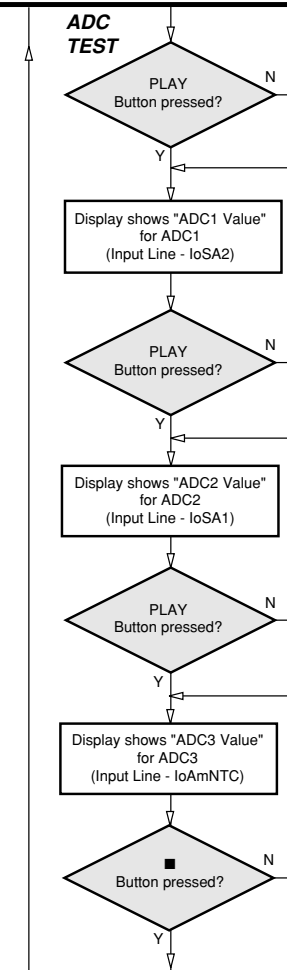 ADC
TEST
PLAY
Button pressed?
N
Y
Display shows "ADC1 Value"
for ADC1
(Input Line - IoSA2)
PLAY
Button pressed?
N
Y
Display shows "ADC2 Value"
for ADC2
(Input Line - IoSA1)
PLAY
Button pressed?
N
Y
Display shows "ADC3 Value"
for ADC3
(Input Line - IoAmNTC)
■
Button pressed?
N
Y